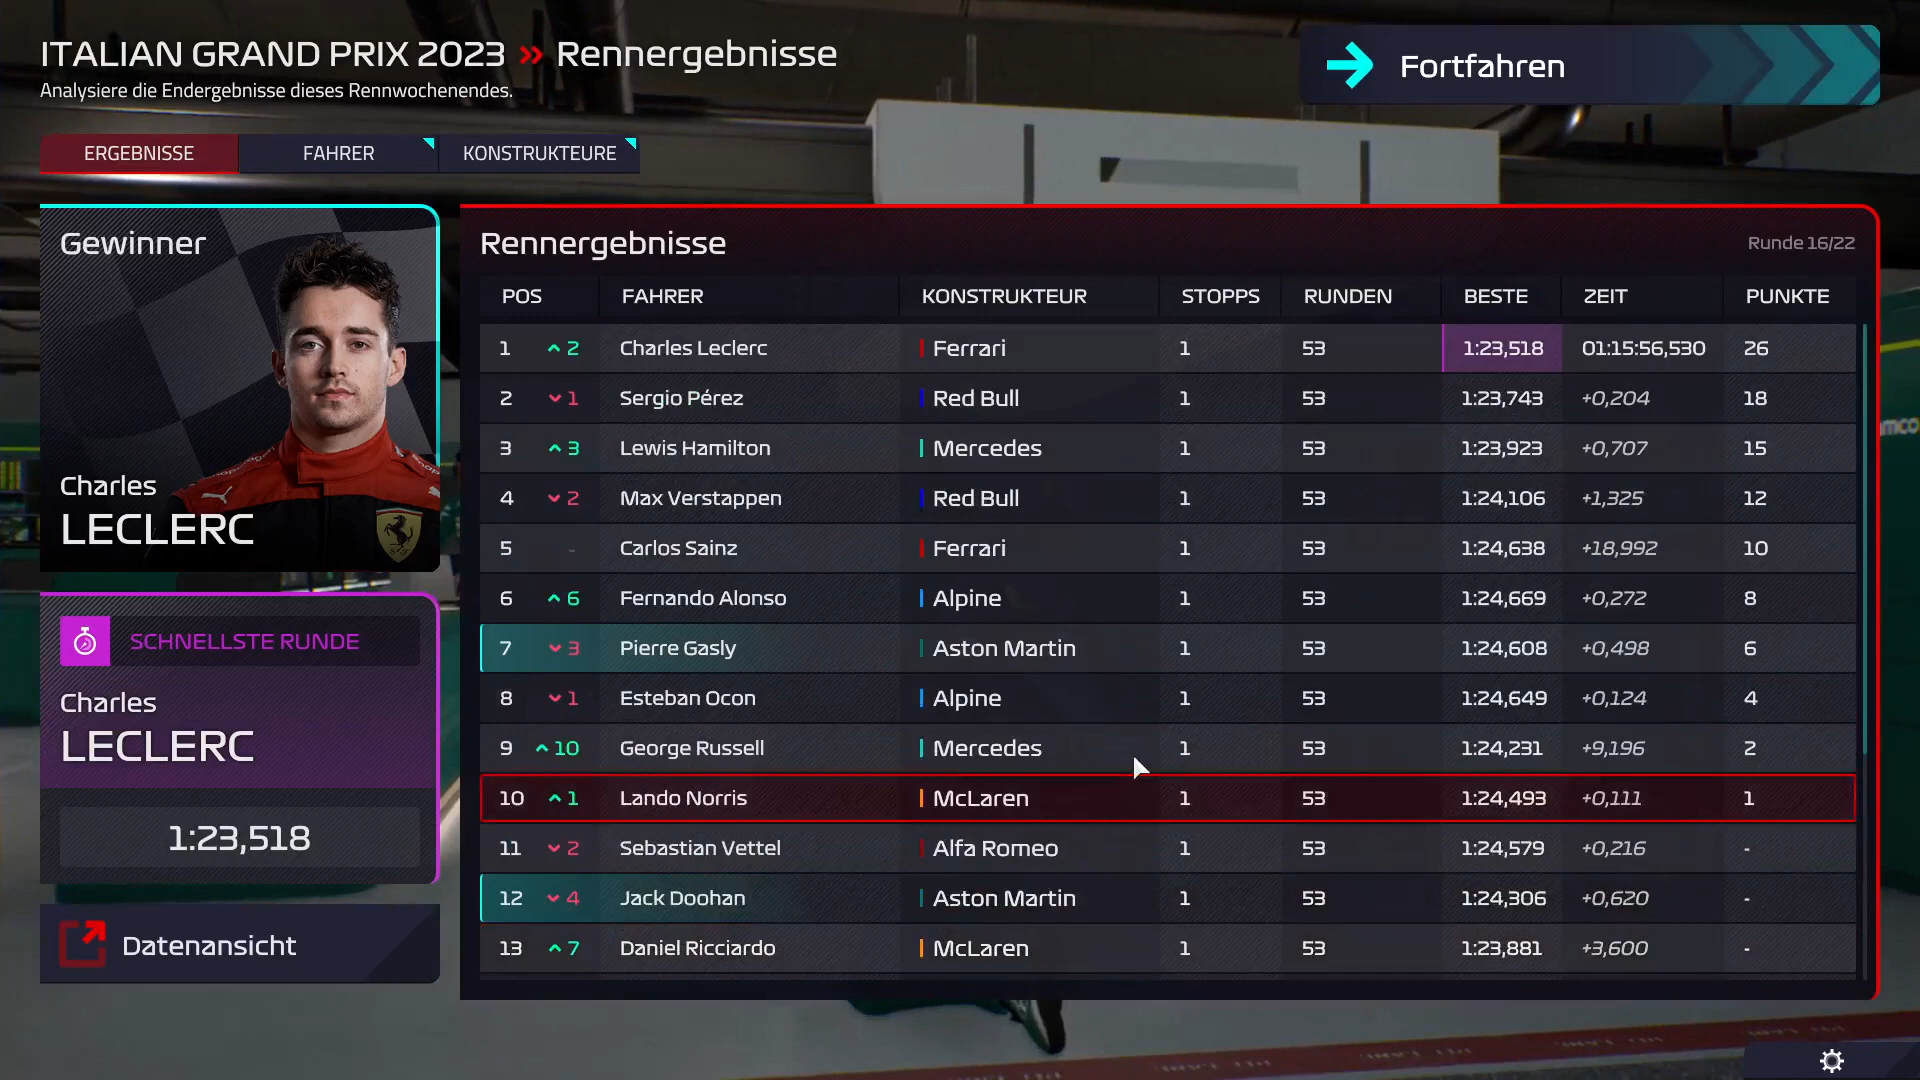 ITALIAN GRAND PRIX 2023 » Rennergebnisse
Analysiere die Endergebnisse dieses Rennwochenendes.
Fortfahren
ERGEBNISSE FAHRER KONSTRUKTEURE
Gewinner
Charles
LECLERC
SCHNELLSTE RUNDE
Charles
LECLERC
1:23,518
Datenansicht
Rennergebnisse Runde 16/22
POS FAHRER KONSTRUKTEUR STOPPS RUNDEN BESTE ZEIT PUNKTE
1 2 Charles Leclerc Ferrari 1 53 1:23,518 01:15:56,530 26
2 1 Sergio Pérez Red Bull 1 53 1:23,743 +0,204 18
3 3 Lewis Hamilton Mercedes 1 53 1:23,923 +0,707 15
4 2 Max Verstappen Red Bull 1 53 1:24,106 +1,325 12
5 - Carlos Sainz Ferrari 1 53 1:24,638 +18,992 10
6 6 Fernando Alonso Alpine 1 53 1:24,669 +0,272 8
7 3 Pierre Gasly Aston Martin 1 53 1:24,608 +0,498 6
8 1 Esteban Ocon Alpine 1 53 1:24,649 +0,124 4
9 10 George Russell Mercedes 1 53 1:24,231 +9,196 2
10 1 Lando Norris McLaren 1 53 1:24,493 +0,111 1
11 2 Sebastian Vettel Alfa Romeo 1 53 1:24,579 +0,216 -
12 4 Jack Doohan Aston Martin 1 53 1:24,306 +0,620 -
13 7 Daniel Ricciardo McLaren 1 53 1:23,881 +3,600 -